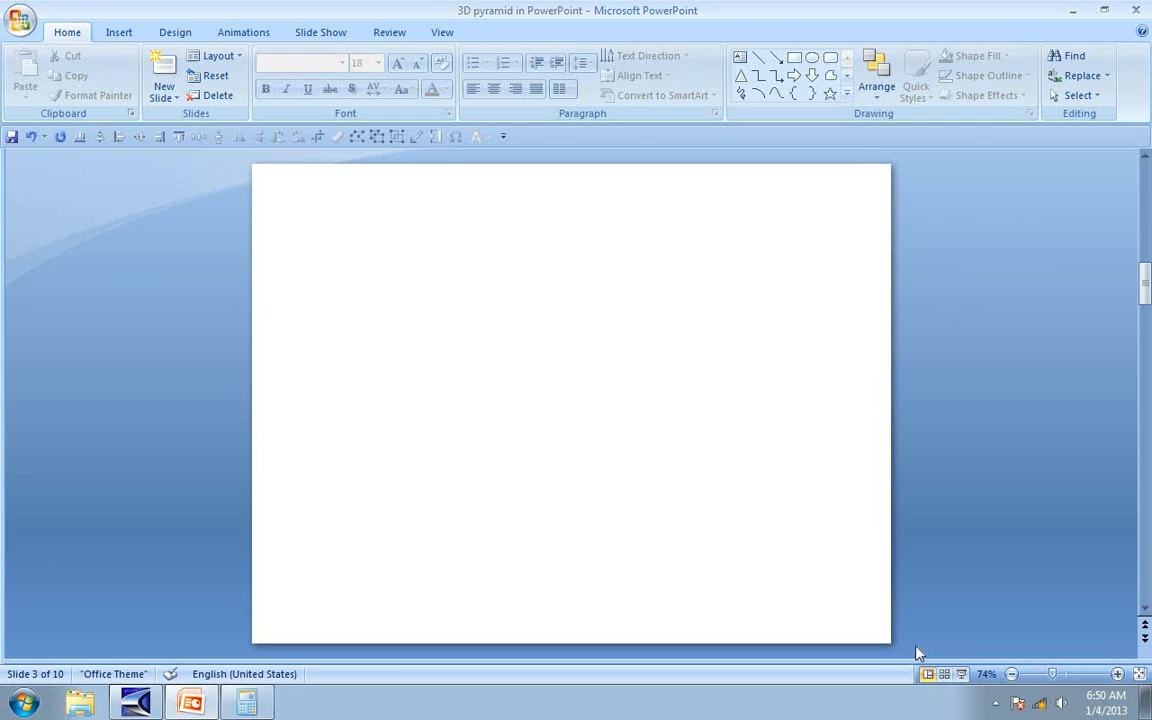 3D pyramid in PowerPoint - Microsoft PowerPoint
Home Insert Design Animations Slide Show Review View
Paste
Cut
Copy
Format Painter
Clipboard
New
Slide
Layout
Reset
Delete
Slides
18
B I U abc S AV Aa A
Font
Text Direction
Align Text
Convert to SmartArt
Paragraph
Arrange
Quick
Styles
Shape Fill
Shape Outline
Shape Effects
Drawing
Find
Replace
Select
Editing
Slide 3 of 10 "Office Theme" English (United States) 74%
6:50 AM
1/4/2013